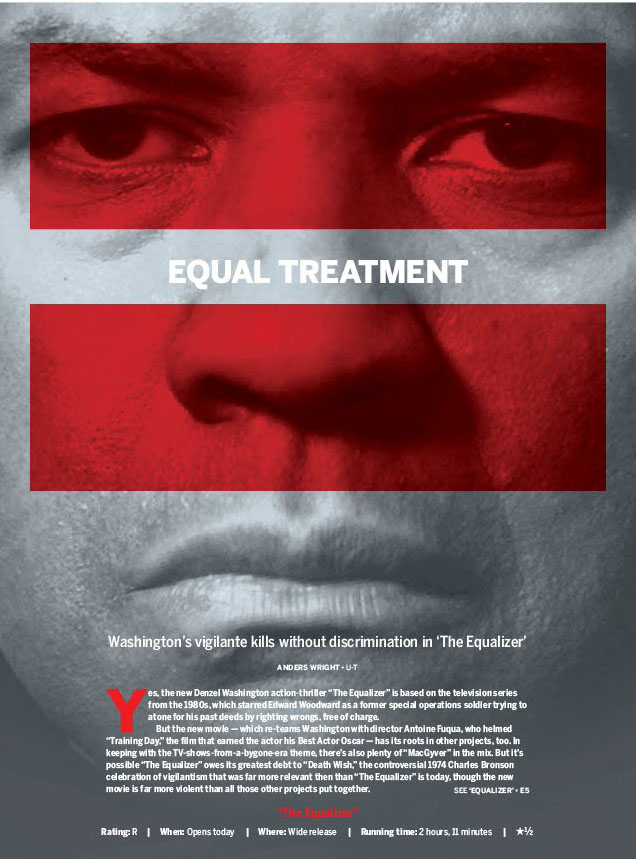 EQUAL TREATMENT
Washington's vigilante kills without discrimination in 'The Equalizer'
ANDERS WRIGHT • U-T
Yes, the new Denzel Washington action-thriller "The Equalizer" is based on the television series
from the 1980s, which starred Edward Woodward as a former special operations soldier trying to
atone for his past deeds by righting wrongs, free of charge.
But the new movie — which re-teams Washington with director Antoine Fuqua, who helmed
"Training Day," the film that earned the actor his Best Actor Oscar — has its roots in other projects, too. In
keeping with the TV-shows-from-a-bygone-era theme, there's also plenty of "MacGyver" in the mix. But it's
possible "The Equalizer" owes its greatest debt to "Death Wish," the controversial 1974 Charles Bronson
celebration of vigilantism that was far more relevant then than "The Equalizer" is today, though the new
movie is far more violent than all those other projects put together.
SEE 'EQUALIZER' • E5
"The Equalizer"
Rating: R | When: Opens today | Where: Wide release | Running time: 2 hours, 11 minutes | ★½